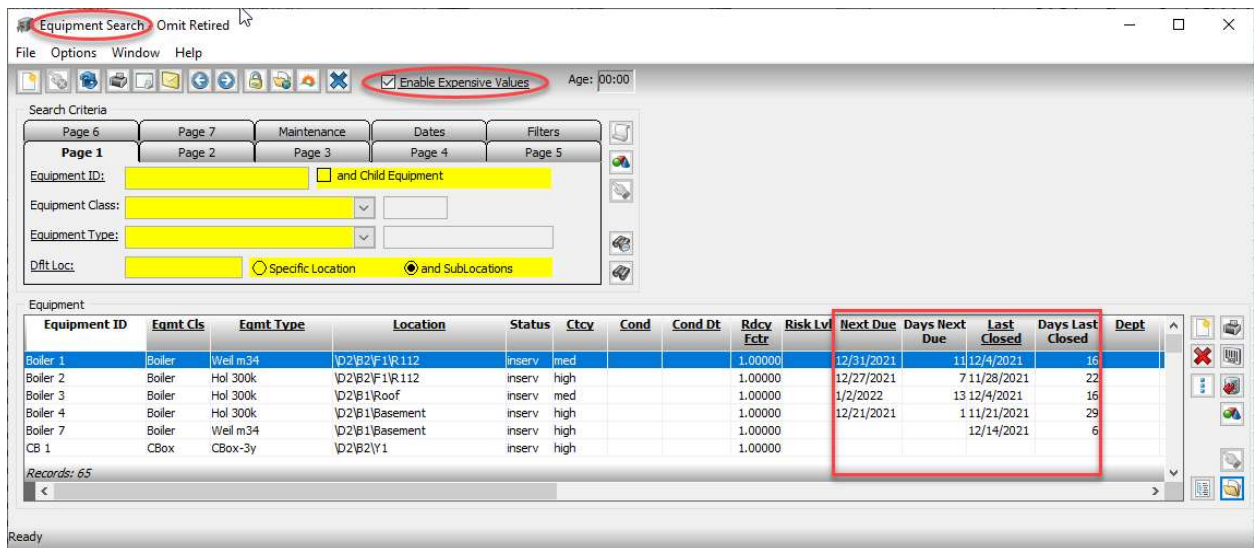 Equipment Search - Omit Retired
File Options Window Help
Enable Expensive Values Age: 00:00
Search Criteria
Page 6 Page 7 Maintenance Dates Filters
Page 1 Page 2 Page 3 Page 4 Page 5
Equipment ID: and Child Equipment
Equipment Class:
Equipment Type:
Dflt Loc: Specific Location and SubLocations
Equipment
Equipment ID Eqmt Cls Eqmt Type Location Status Ctcy Cond Cond Dt Rdcy Fctr Risk Lvl Next Due Days Next Due Last Closed Days Last Closed Dept
Boiler 1 Boiler Weil m34 \D2\B2\F1\R112 inserv med 1.00000 12/31/2021 11 12/4/2021 16
Boiler 2 Boiler Hol 300k \D2\B2\F1\R112 inserv high 1.00000 12/27/2021 7 11/28/2021 22
Boiler 3 Boiler Hol 300k \D2\B1\Roof inserv med 1.00000 1/2/2022 13 12/4/2021 16
Boiler 4 Boiler Hol 300k \D2\B1\Basement inserv high 1.00000 12/21/2021 1 11/21/2021 29
Boiler 7 Boiler Weil m34 \D2\B1\Basement inserv high 1.00000 12/14/2021 6
CB 1 CBox CBox-3y \D2\B2\Y1 inserv high 1.00000
Records: 65
Ready